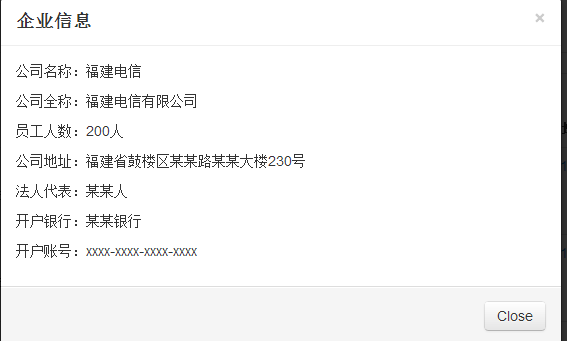 企业信息
×
公司名称：福建电信
公司全称：福建电信有限公司
员工人数：200人
公司地址：福建省鼓楼区某某路某某大楼230号
法人代表：某某人
开户银行：某某银行
开户账号：xxxx-xxxx-xxxx-xxxx
Close